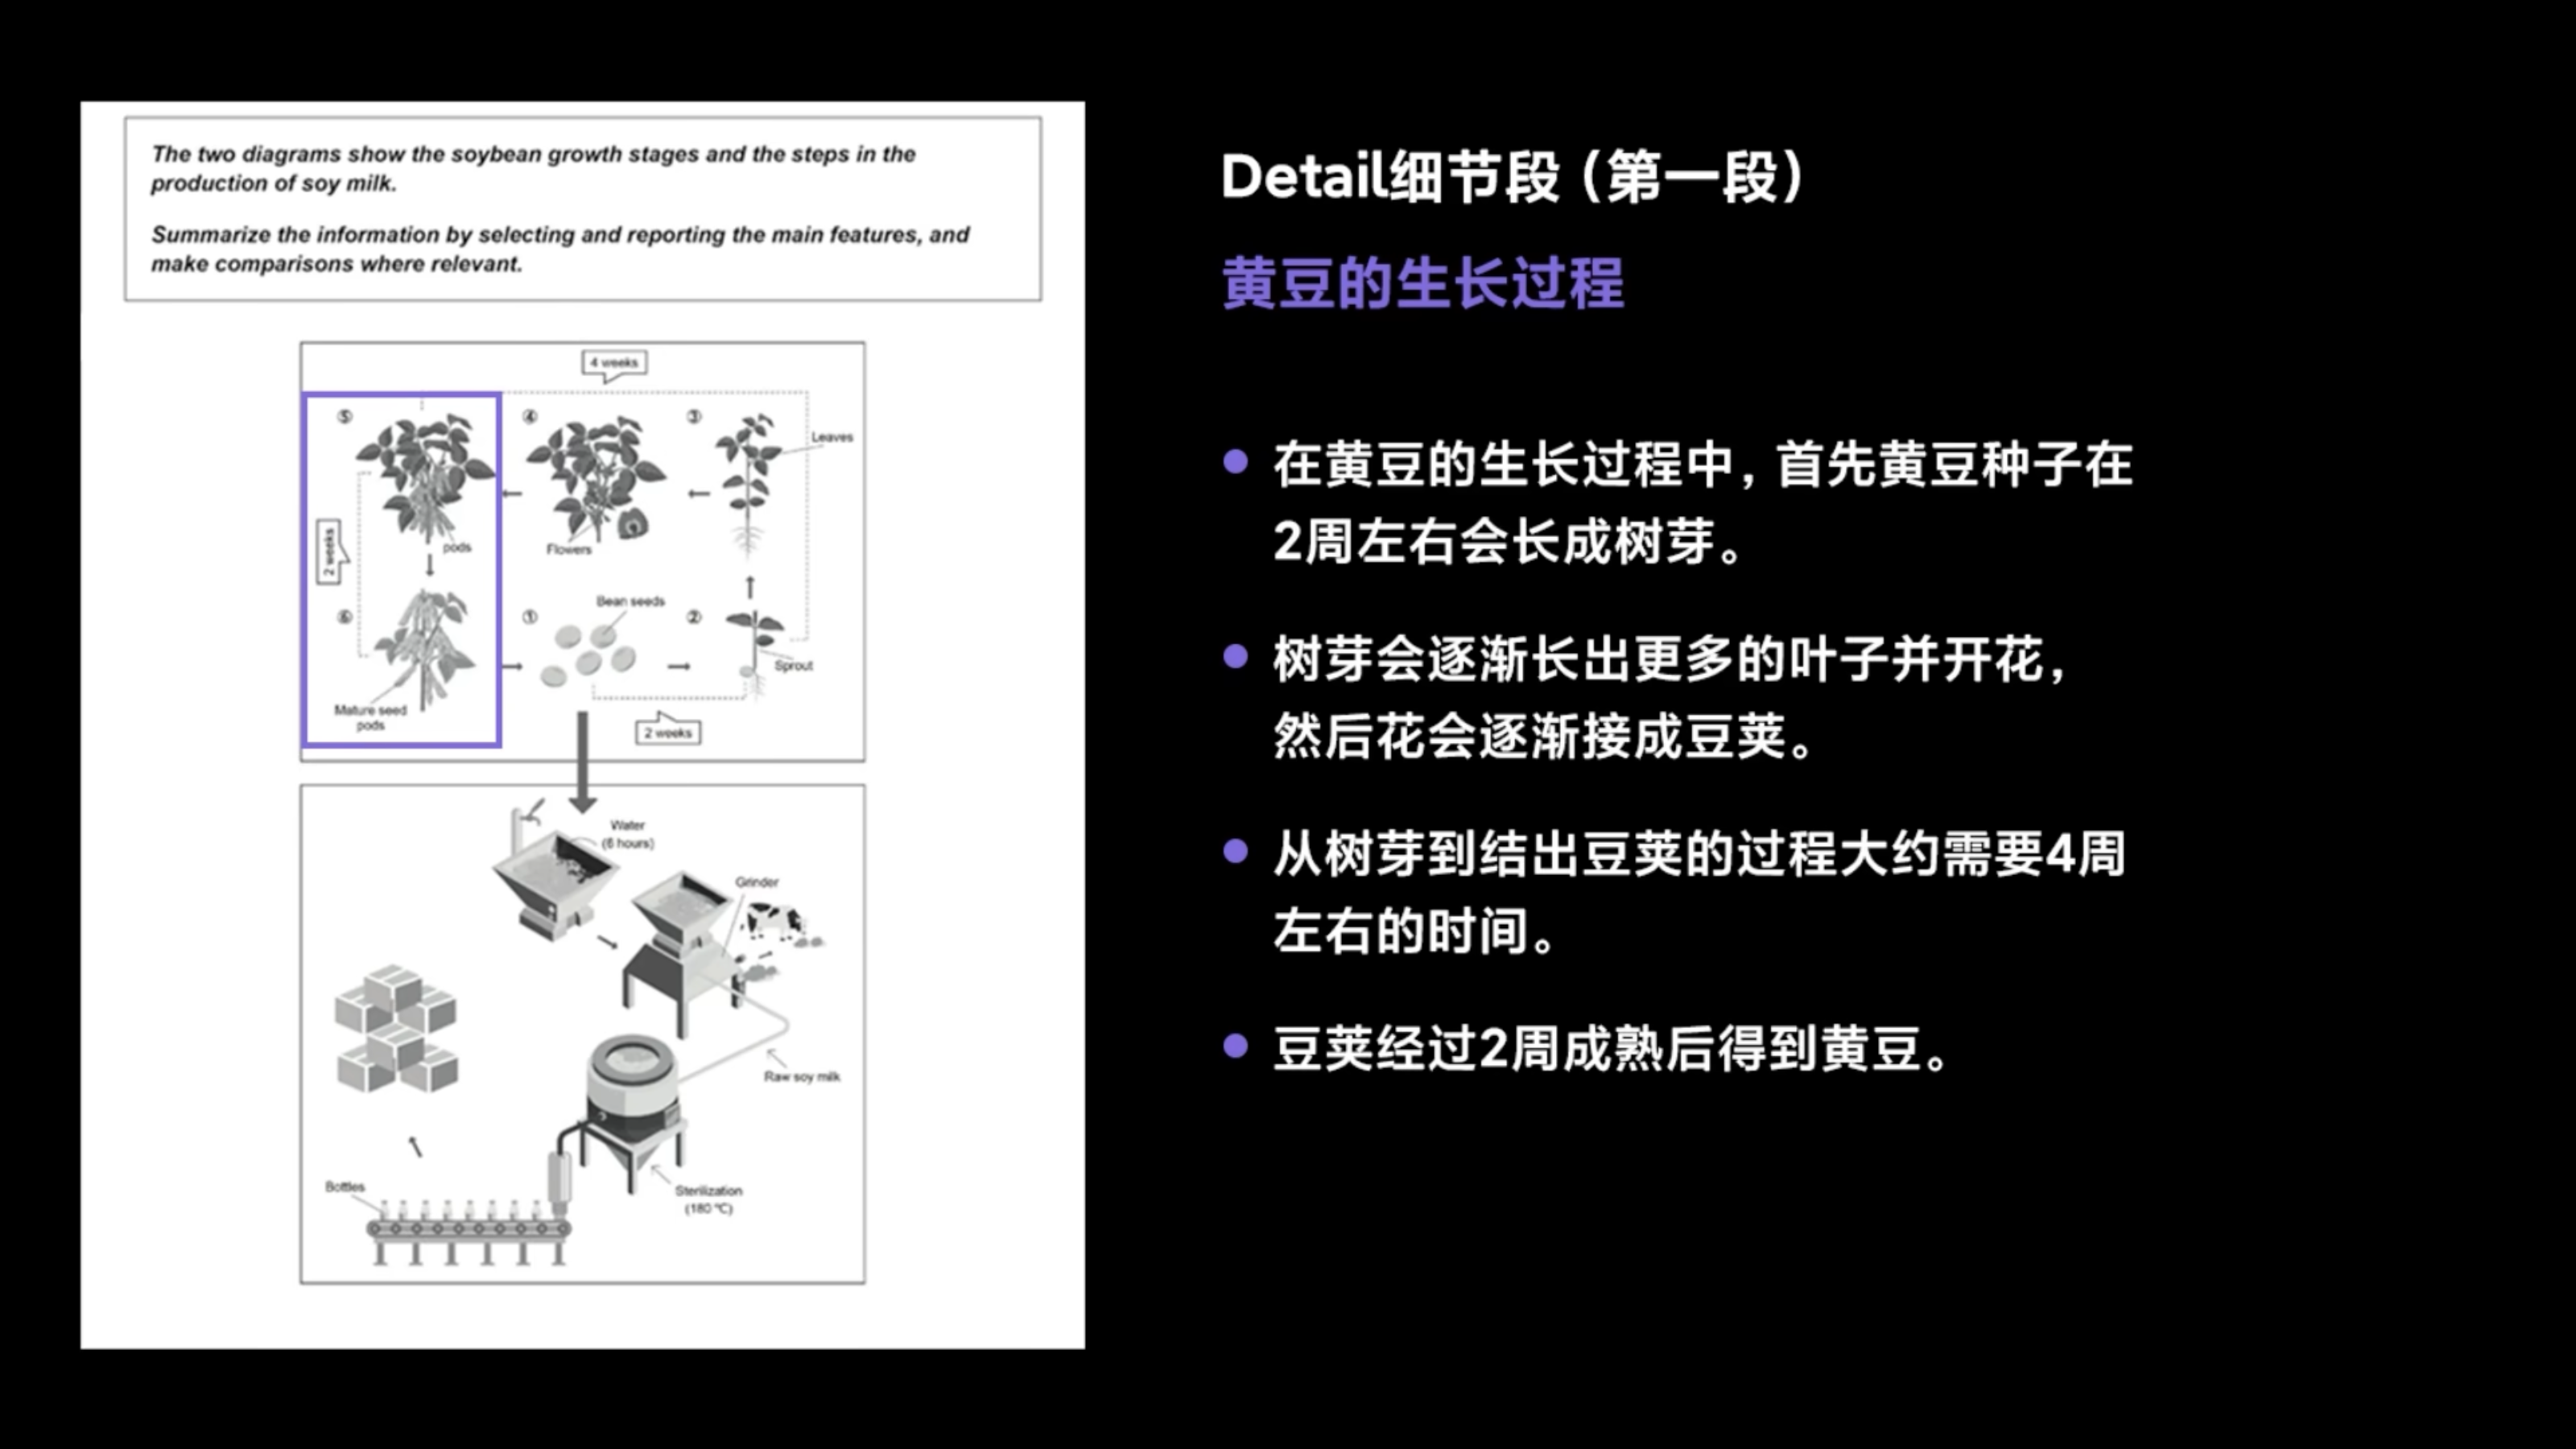 The two diagrams show the soybean growth stages and the steps in the
production of soy milk.
Summarize the information by selecting and reporting the main features, and
make comparisons where relevant.
4 weeks
⑤
④
③
Leaves
2 weeks
pods
Flowers
⑥
①
Bean seeds
②
Sprout
Mature seed
pods
2 weeks
Water
(6 hours)
Grinder
Raw soy milk
Bottles
Sterilization
(180 ℃)
Detail细节段（第一段）
黄豆的生长过程
● 在黄豆的生长过程中，首先黄豆种子在
2周左右会长成树芽。
● 树芽会逐渐长出更多的叶子并开花，
然后花会逐渐接成豆荚。
● 从树芽到结出豆荚的过程大约需要4周
左右的时间。
● 豆荚经过2周成熟后得到黄豆。